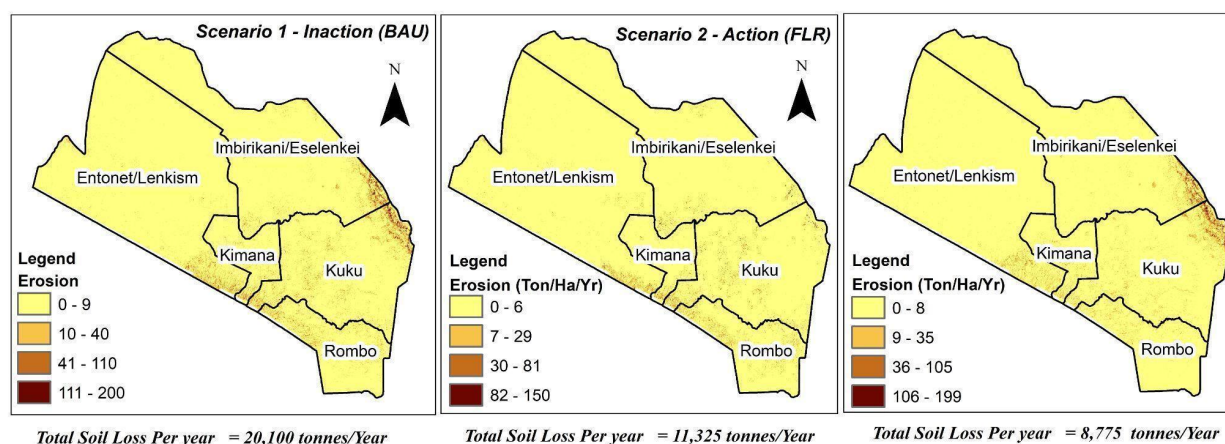 Scenario 1 - Inaction (BAU)
N
Imbirikani/Eselenkei
Entonet/Lenkism
Kimana
Kuku
Rombo
Legend
Erosion
0 - 9
10 - 40
41 - 110
111 - 200
Total Soil Loss Per year = 20,100 tonnes/Year
Scenario 2 - Action (FLR)
N
Imbirikani/Eselenkei
Entonet/Lenkism
Kimana
Kuku
Rombo
Legend
Erosion (Ton/Ha/Yr)
0 - 6
7 - 29
30 - 81
82 - 150
Total Soil Loss Per year = 11,325 tonnes/Year
N
Imbirikani/Eselenkei
Entonet/Lenkism
Kimana
Kuku
Rombo
Legend
Erosion (Ton/Ha/Yr)
0 - 8
9 - 35
36 - 105
106 - 199
Total Soil Loss Per year = 8,775 tonnes/Year